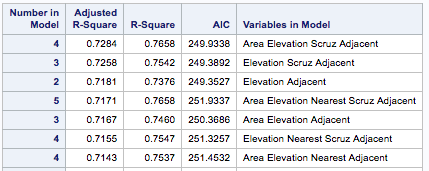 Number in Model Adjusted R-Square R-Square AIC Variables in Model
4 0.7284 0.7658 249.9338 Area Elevation Scruz Adjacent
3 0.7258 0.7542 249.3892 Elevation Scruz Adjacent
2 0.7181 0.7376 249.3527 Elevation Adjacent
5 0.7171 0.7658 251.9337 Area Elevation Nearest Scruz Adjacent
3 0.7167 0.7460 250.3686 Area Elevation Adjacent
4 0.7155 0.7547 251.3257 Elevation Nearest Scruz Adjacent
4 0.7143 0.7537 251.4532 Area Elevation Nearest Adjacent